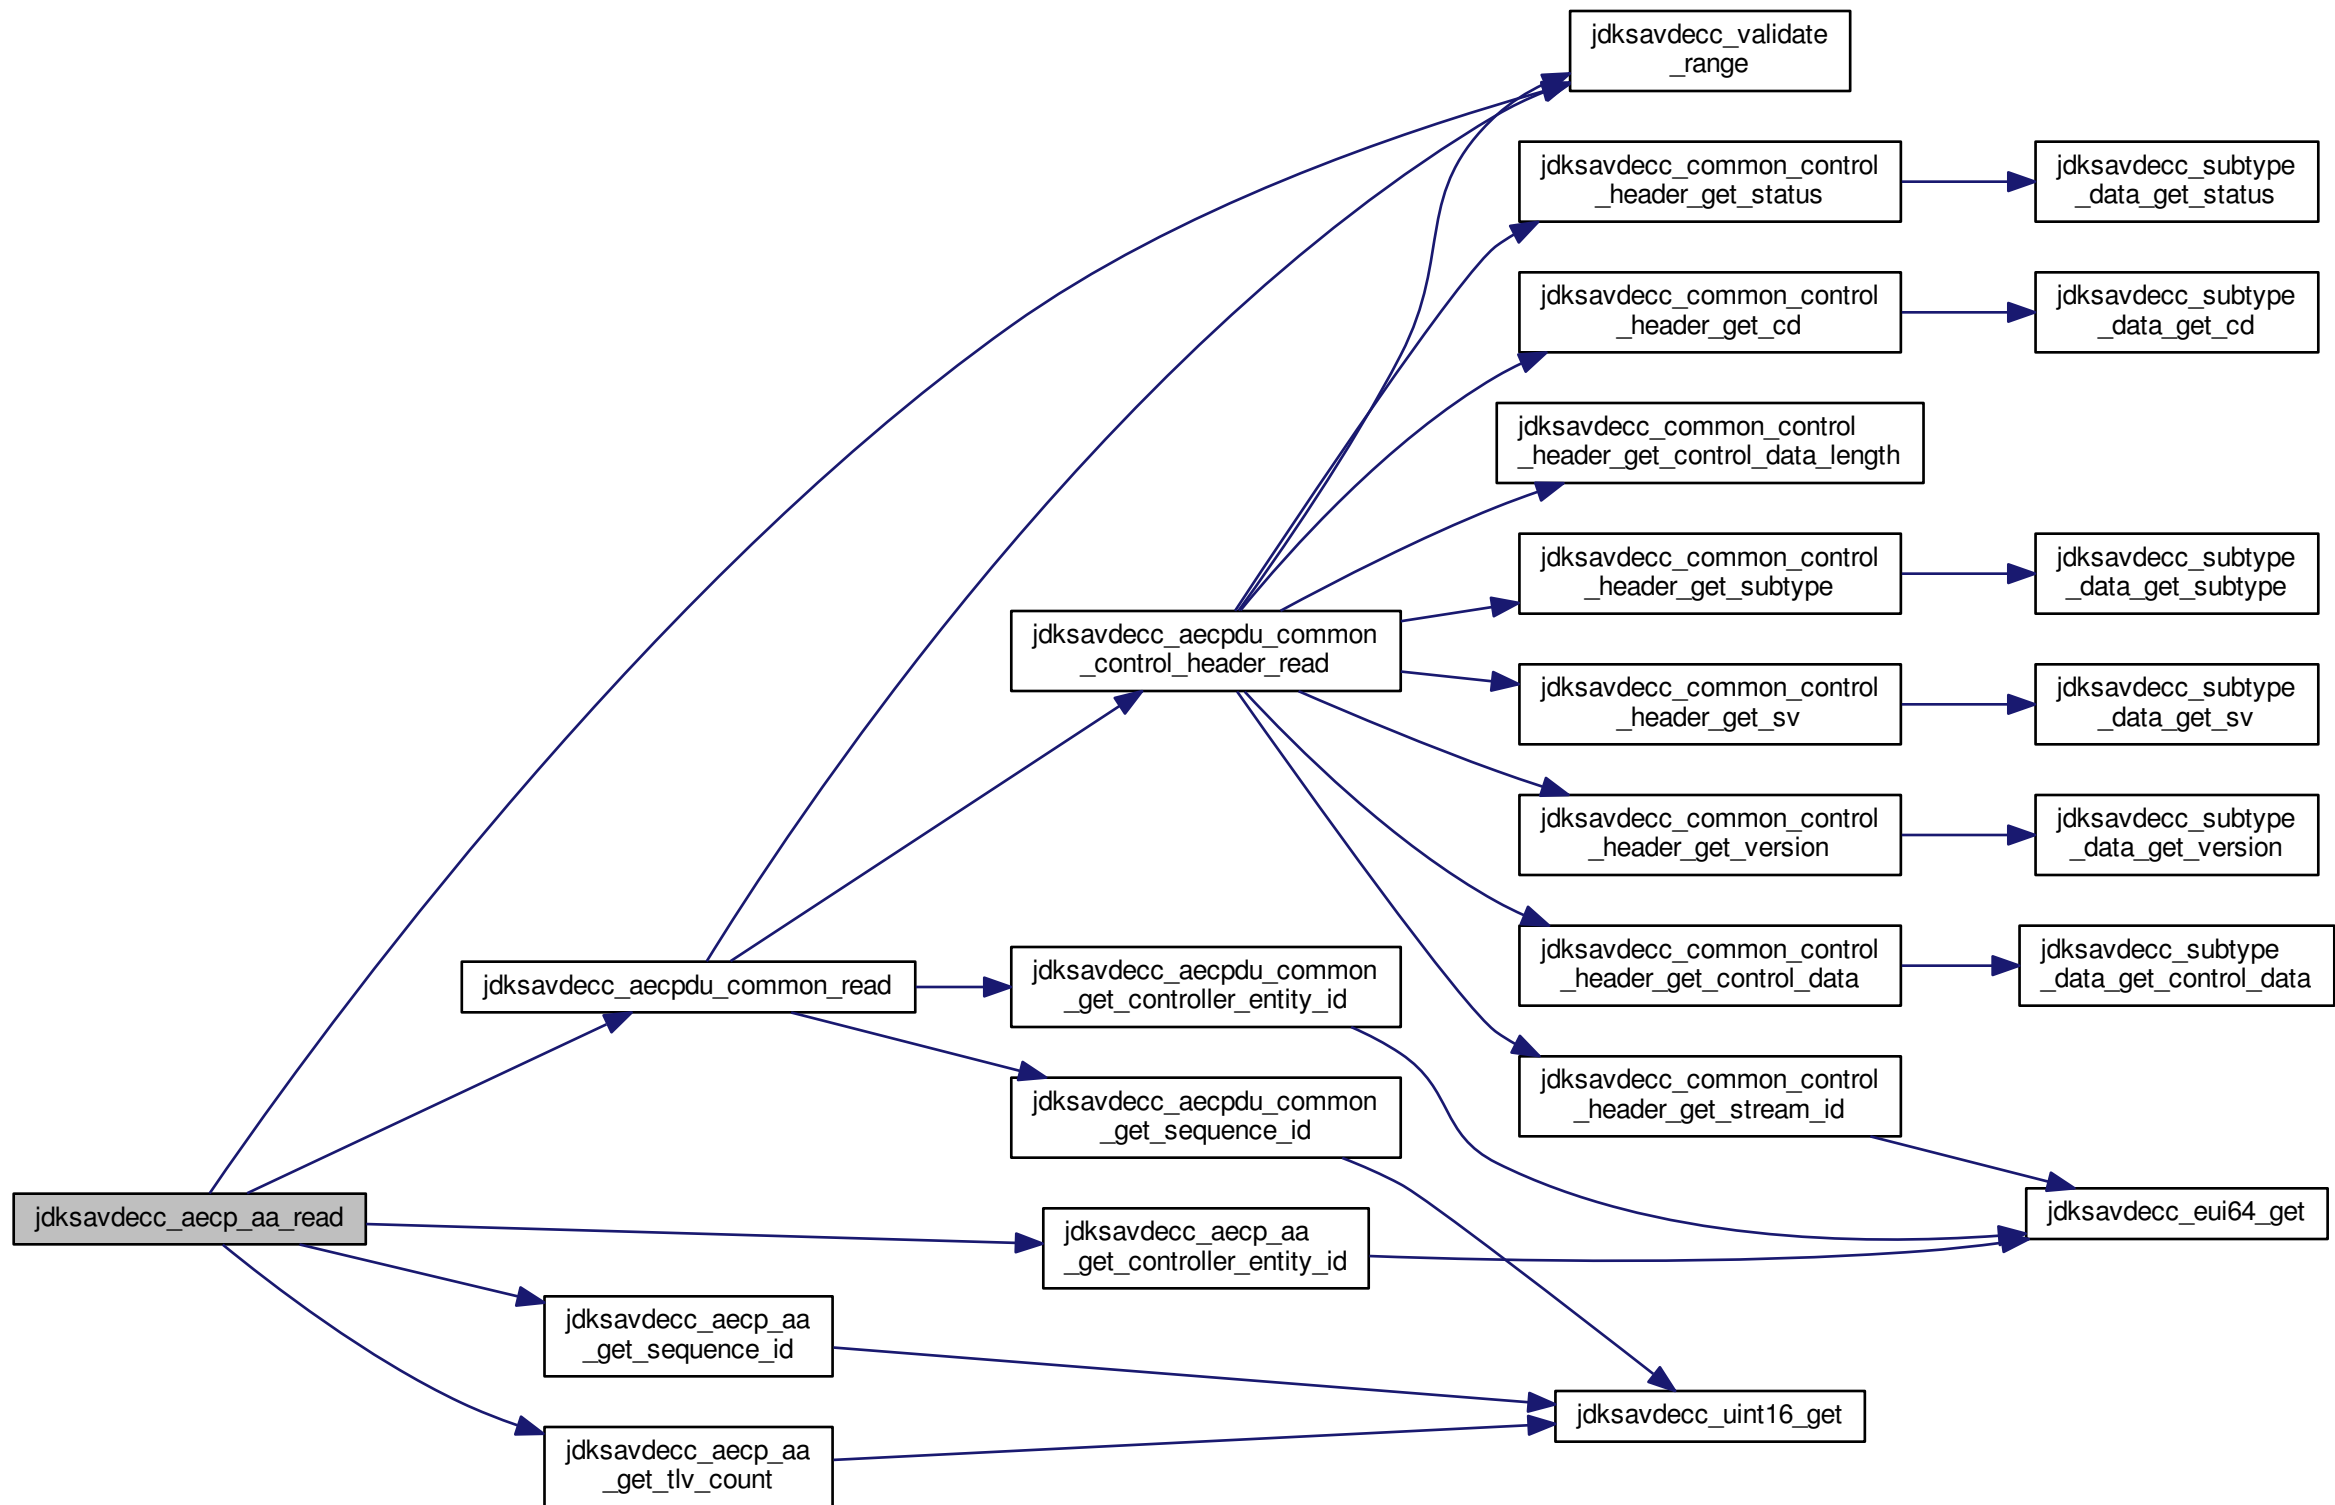 jdksavdecc_validate
_range
jdksavdecc_common_control
_header_get_status
jdksavdecc_subtype
_data_get_status
jdksavdecc_common_control
_header_get_cd
jdksavdecc_subtype
_data_get_cd
jdksavdecc_common_control
_header_get_control_data_length
jdksavdecc_common_control
_header_get_subtype
jdksavdecc_subtype
_data_get_subtype
jdksavdecc_aecpdu_common
_control_header_read
jdksavdecc_common_control
_header_get_sv
jdksavdecc_subtype
_data_get_sv
jdksavdecc_common_control
_header_get_version
jdksavdecc_subtype
_data_get_version
jdksavdecc_aecpdu_common_read
jdksavdecc_aecpdu_common
_get_controller_entity_id
jdksavdecc_common_control
_header_get_control_data
jdksavdecc_subtype
_data_get_control_data
jdksavdecc_aecpdu_common
_get_sequence_id
jdksavdecc_common_control
_header_get_stream_id
jdksavdecc_aecp_aa_read
jdksavdecc_aecp_aa
_get_controller_entity_id
jdksavdecc_eui64_get
jdksavdecc_aecp_aa
_get_sequence_id
jdksavdecc_uint16_get
jdksavdecc_aecp_aa
_get_tlv_count